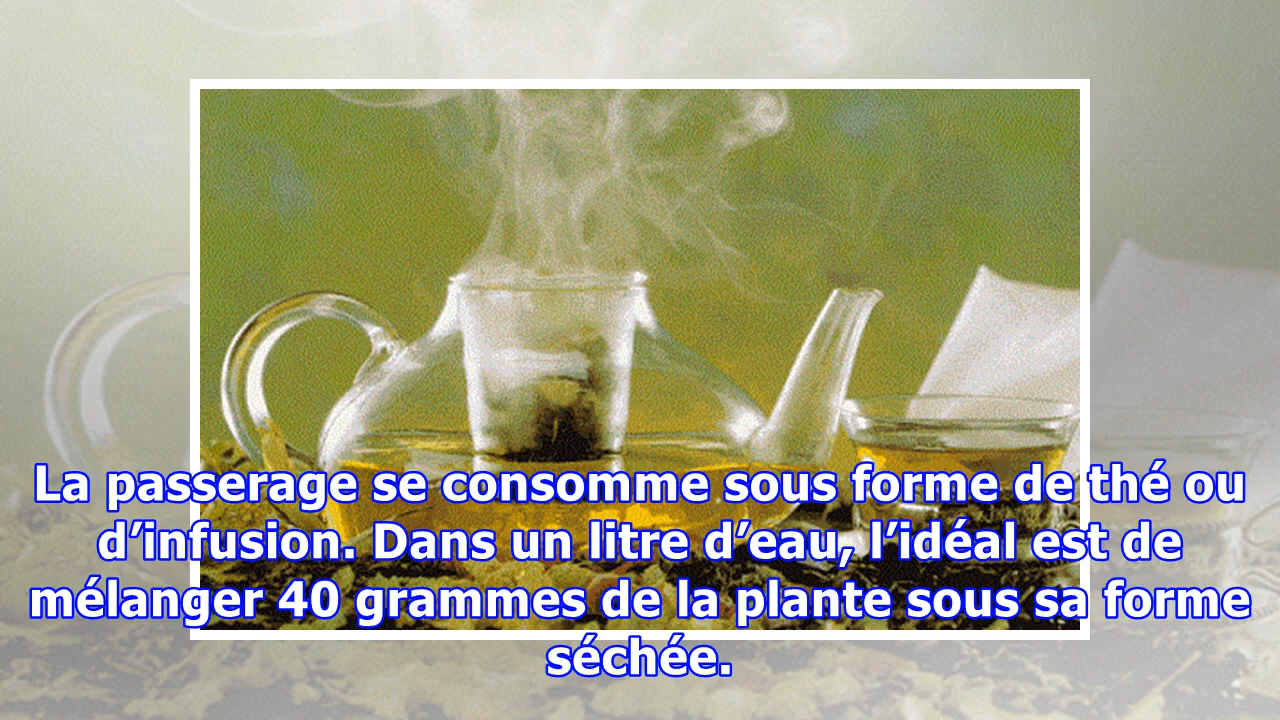 La passerage se consomme sous forme de thé ou
d’infusion. Dans un litre d’eau, l’idéal est de
mélanger 40 grammes de la plante sous sa forme
séchée.